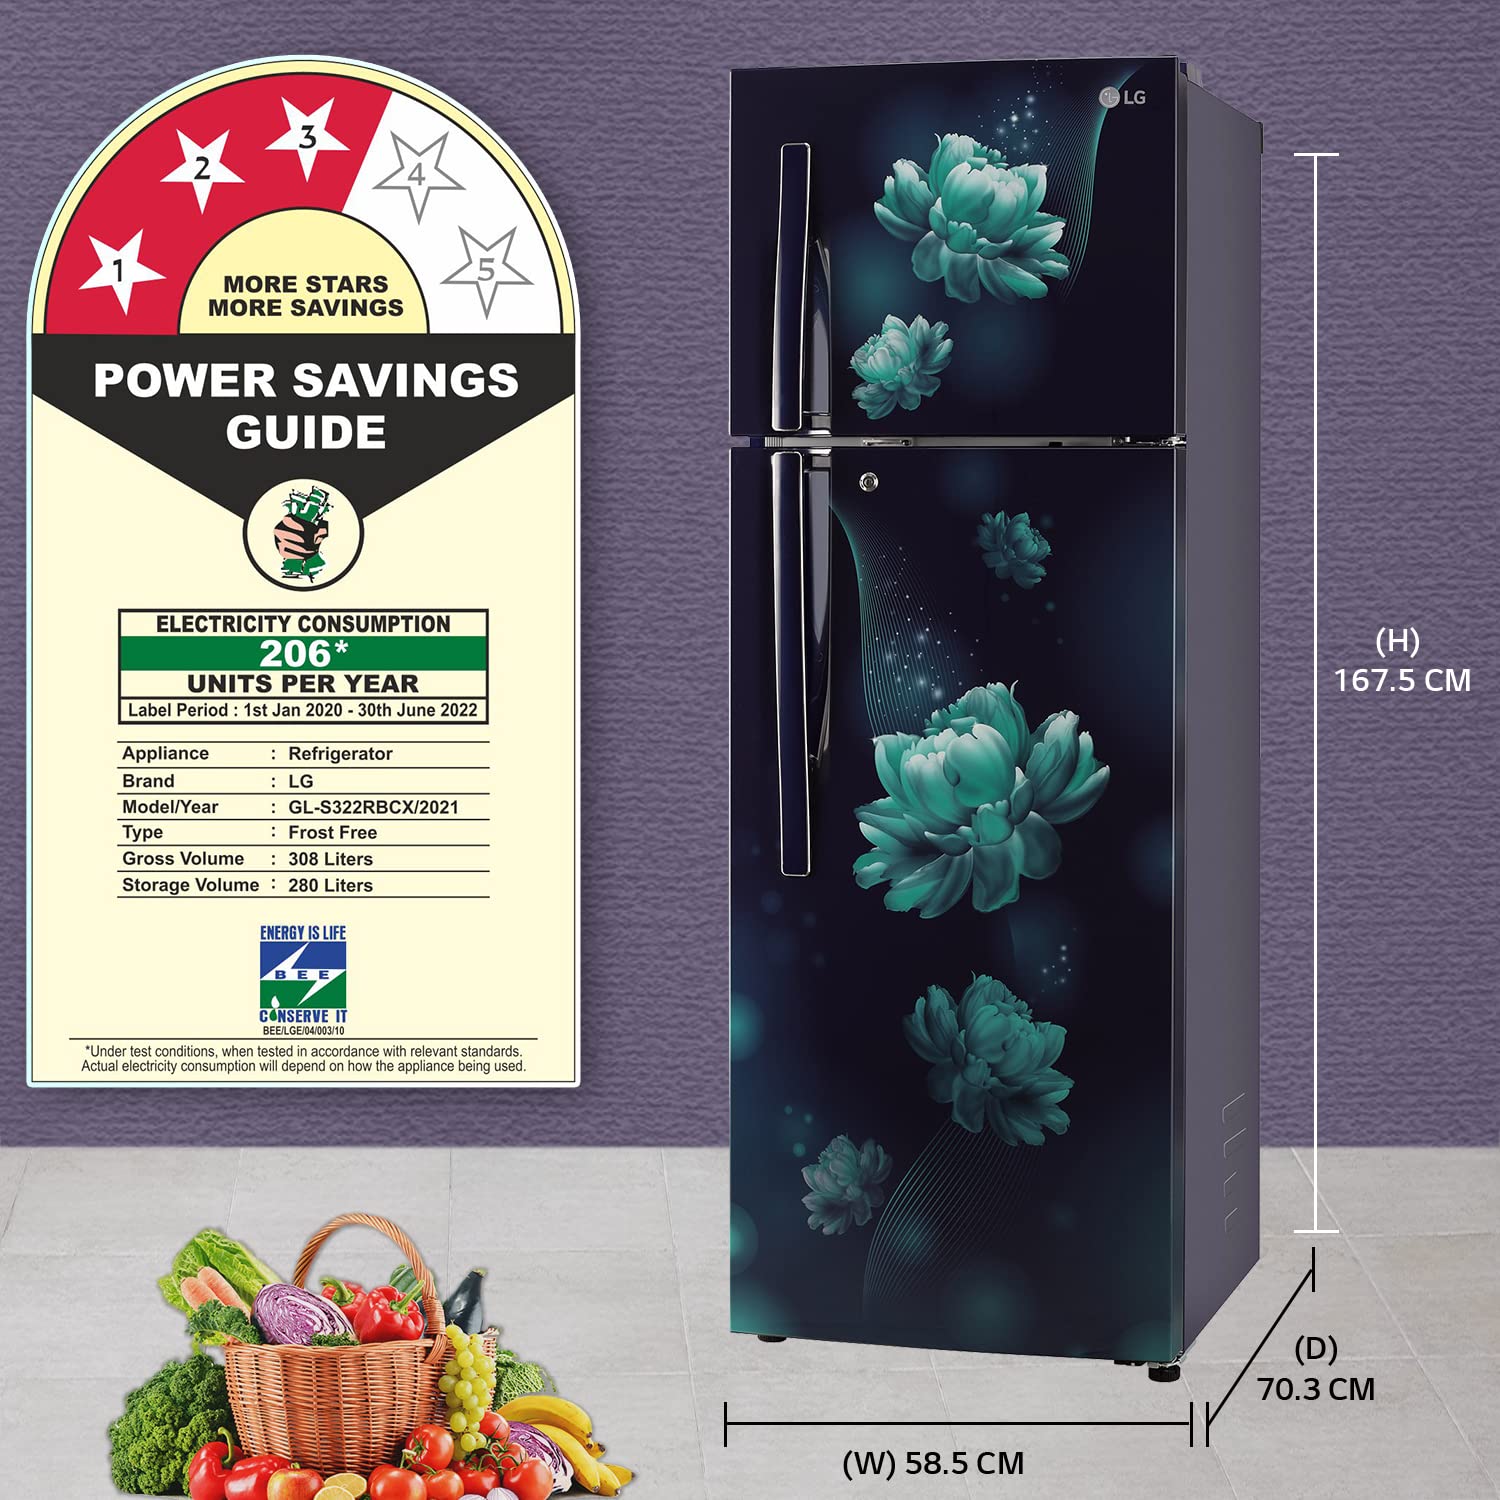 1
2
3
4
5
MORE STARS
MORE SAVINGS
POWER SAVINGS
GUIDE
ELECTRICITY CONSUMPTION
206*
UNITS PER YEAR
Label Period : 1st Jan 2020 - 30th June 2022
Appliance : Refrigerator
Brand : LG
Model/Year : GL-S322RBCX/2021
Type : Frost Free
Gross Volume : 308 Liters
Storage Volume : 280 Liters
ENERGY IS LIFE
BEE
CONSERVE IT
BEE/LGE/04/003/10
*Under test conditions, when tested in accordance with relevant standards.
Actual electricity consumption will depend on how the appliance being used.
LG
(H)
167.5 CM
(D)
70.3 CM
(W) 58.5 CM